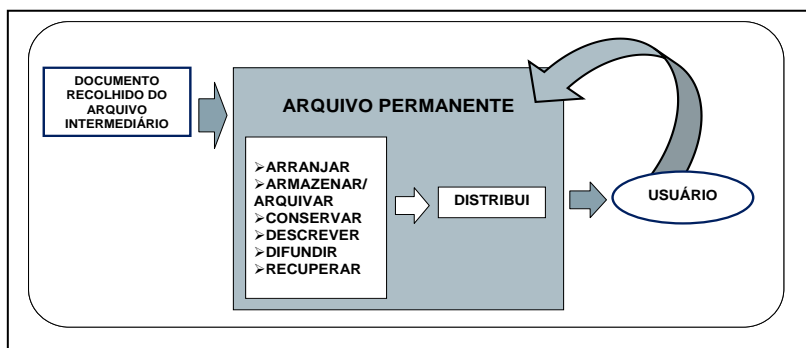 DOCUMENTO
RECOLHIDO DO
ARQUIVO
INTERMEDIÁRIO
ARQUIVO PERMANENTE
➢ARRANJAR
➢ARMAZENAR/
ARQUIVAR
➢CONSERVAR
➢DESCREVER
➢DIFUNDIR
➢RECUPERAR
DISTRIBUI
USUÁRIO